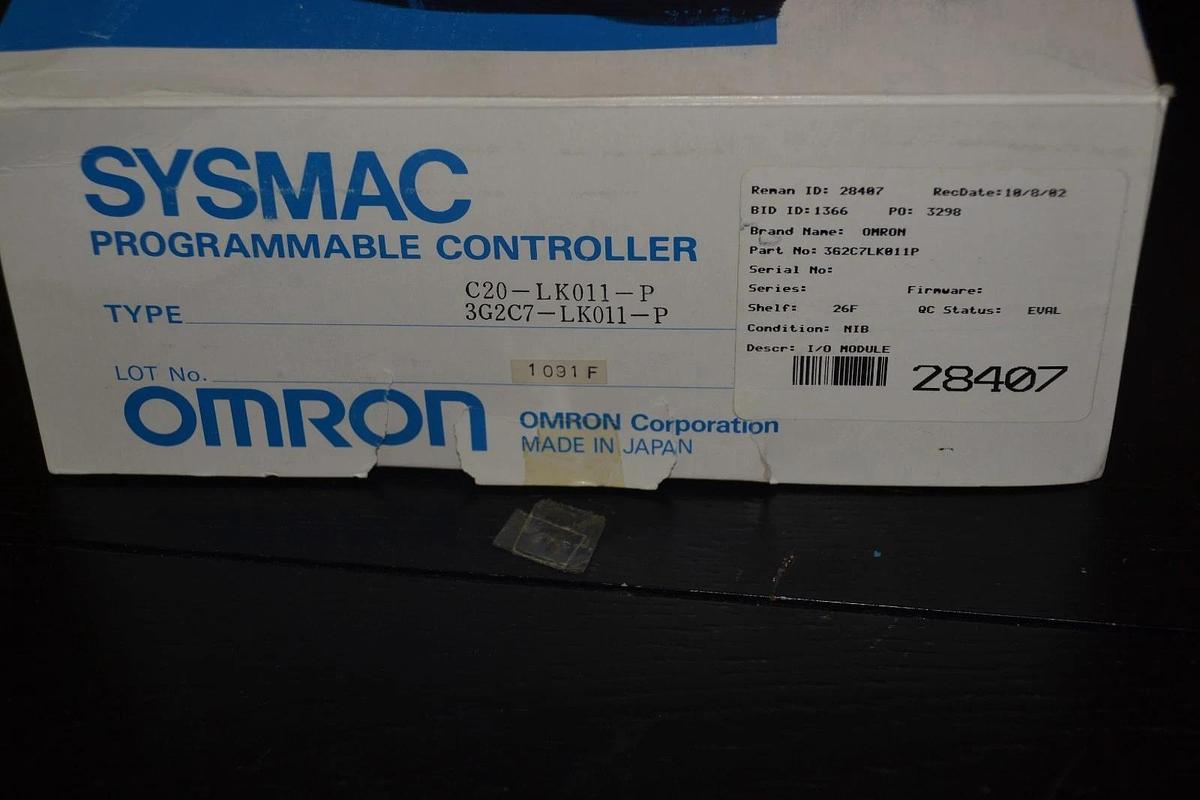 SYSMAC
PROGRAMMABLE CONTROLLER
TYPE C20-LK011-P
3G2C7-LK011-P
LOT No. 1091F
OMRON
OMRON Corporation
MADE IN JAPAN
Reman ID: 28407 RecDate:10/8/02
BID ID:1366 PO: 3298
Brand Name: OMRON
Part No: 3G2C7LK011P
Serial No:
Series: Firmware:
Shelf: 26F QC Status: EVAL
Condition: NIB
Descr: I/O MODULE
28407